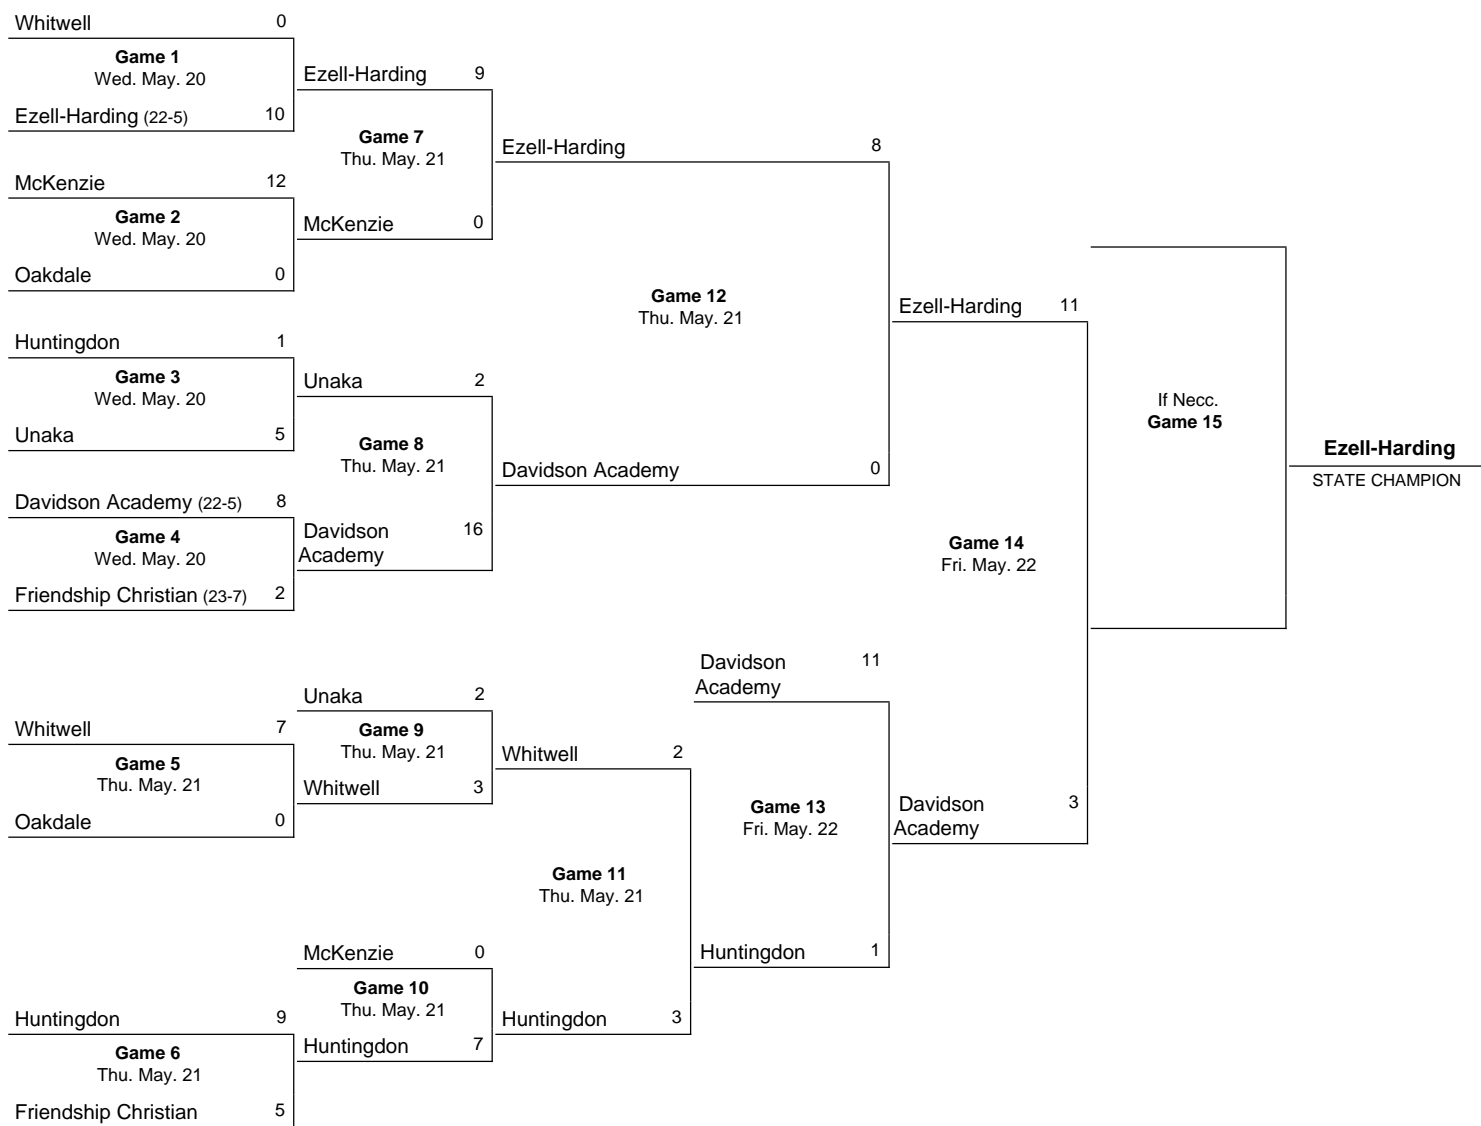 Whitwell 0
Game 1
Wed. May. 20
Ezell-Harding (22-5) 10
McKenzie 12
Game 2
Wed. May. 20
Oakdale 0
Huntingdon 1
Game 3
Wed. May. 20
Unaka 5
Davidson Academy (22-5) 8
Game 4
Wed. May. 20
Friendship Christian (23-7) 2
Ezell-Harding 9
Game 7
Thu. May. 21
McKenzie 0
Unaka 2
Game 8
Thu. May. 21
Davidson 16
Academy
Ezell-Harding 8
Game 12
Thu. May. 21
Davidson Academy 0
Whitwell 7
Game 5
Thu. May. 21
Oakdale 0
Huntingdon 9
Game 6
Thu. May. 21
Friendship Christian 5
Unaka 2
Game 9
Thu. May. 21
Whitwell 3
McKenzie 0
Game 10
Thu. May. 21
Huntingdon 7
Whitwell 2
Game 11
Thu. May. 21
Huntingdon 3
Davidson 11
Academy
Game 13
Fri. May. 22
Huntingdon 1
Ezell-Harding 11
Game 14
Fri. May. 22
Davidson 3
Academy
If Necc.
Game 15
Ezell-Harding
STATE CHAMPION